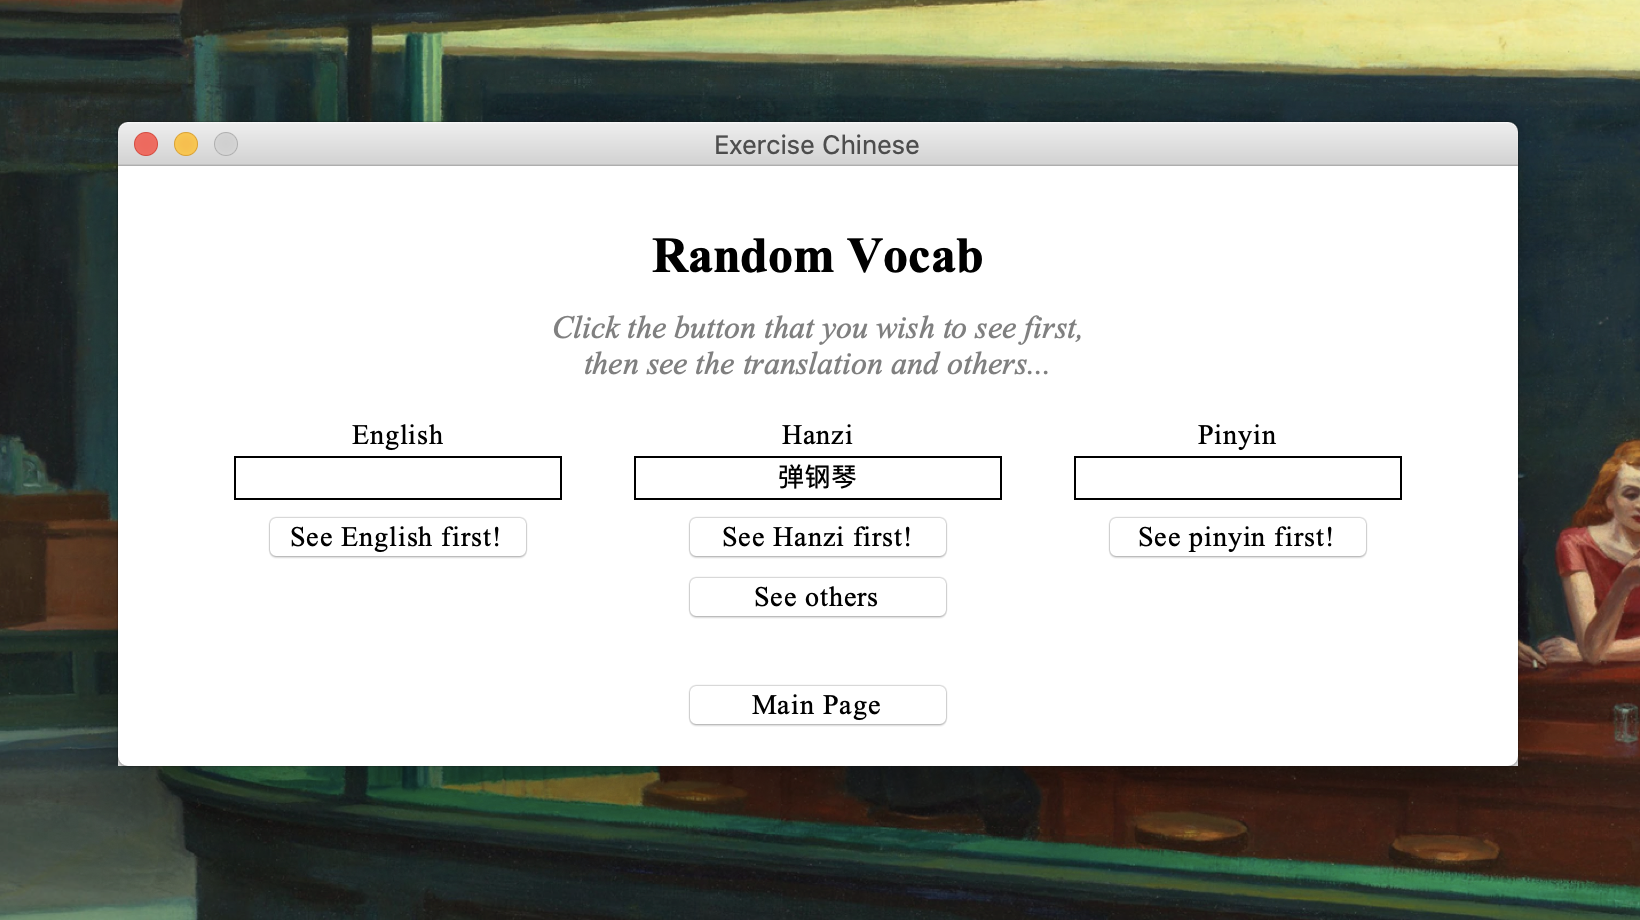 Exercise Chinese
Random Vocab
Click the button that you wish to see first,
then see the translation and others...
English
Hanzi
Pinyin
弹钢琴
See English first!
See Hanzi first!
See pinyin first!
See others
Main Page